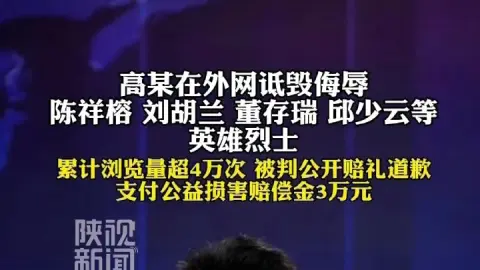 高某在外网诋毁侮辱
陈祥榕 刘胡兰 董存瑞 邱少云等
英雄烈士
累计浏览量超4万次 被判公开赔礼道歉
支付公益损害赔偿金3万元
陕视
新闻